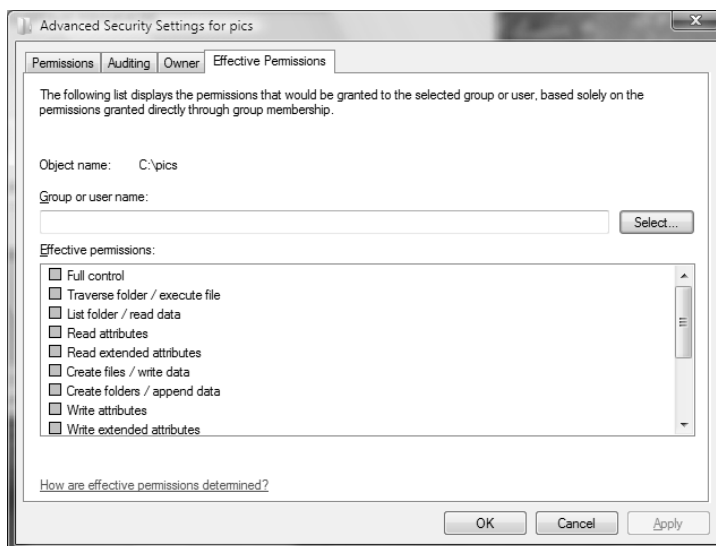 Advanced Security Settings for pics
Permissions Auditing Owner Effective Permissions
The following list displays the permissions that would be granted to the selected group or user, based solely on the
permissions granted directly through group membership.
Object name: C:\pics
Group or user name:
Select...
Effective permissions:
Full control
Traverse folder / execute file
List folder / read data
Read attributes
Read extended attributes
Create files / write data
Create folders / append data
Write attributes
Write extended attributes
How are effective permissions determined?
OK Cancel Apply